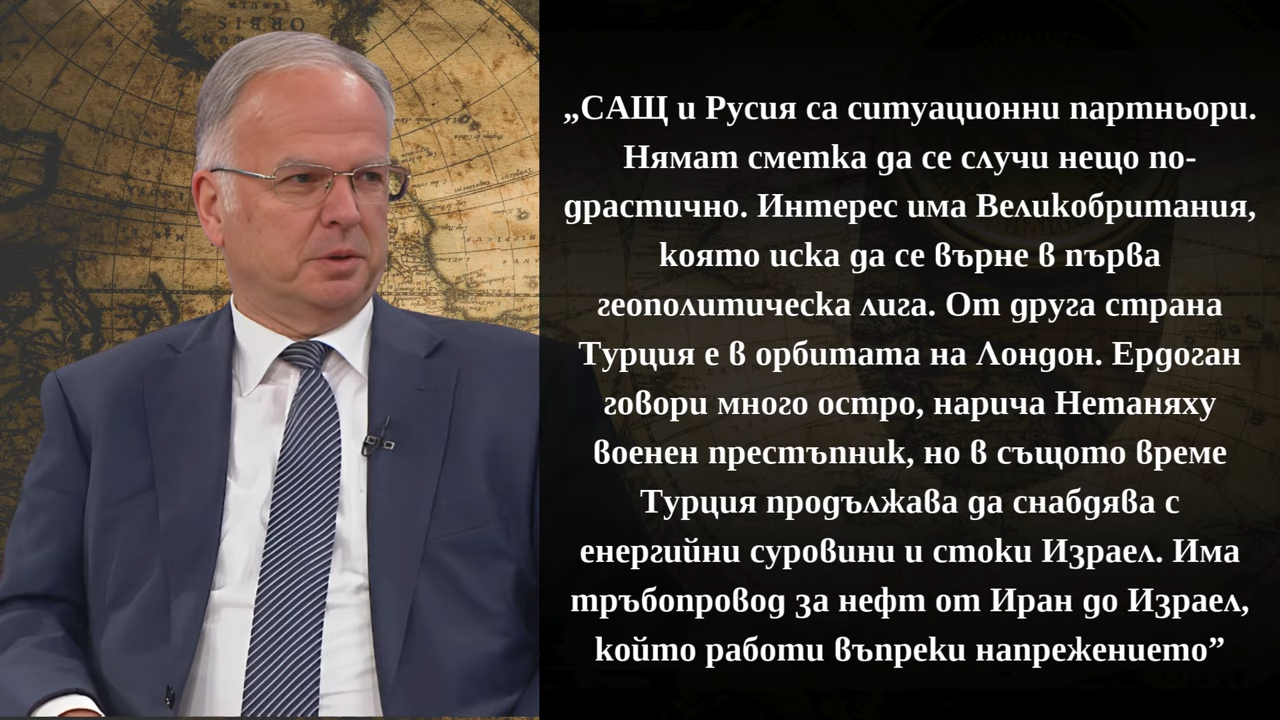 ORBIS
„САЩ и Русия са ситуационни партньори.
Нямат сметка да се случи нещо по-
драстично. Интерес има Великобритания,
която иска да се върне в първа
геополитическа лига. От друга страна
Турция е в орбитата на Лондон. Ердоган
говори много остро, нарича Нетаняху
военен престъпник, но в същото време
Турция продължава да снабдява с
енергийни суровини и стоки Израел. Има
тръбопровод за нефт от Иран до Израел,
който работи въпреки напрежението”